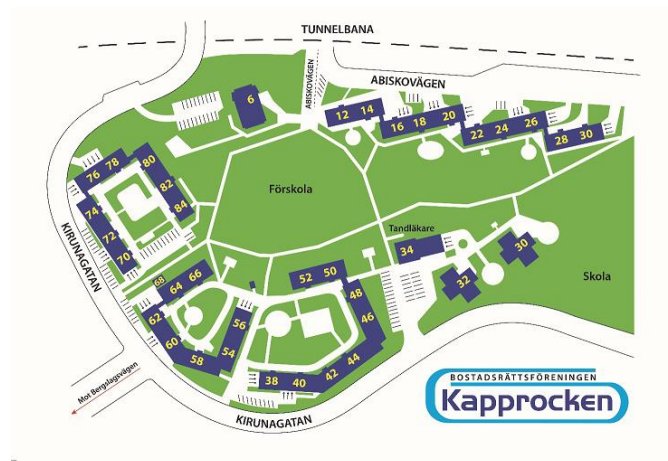 TUNNELBANA
ABISKOVÄGEN
ABISKOVÄGEN
6
12 14
16 18 20
22 24 26
28 30
76 78 80
82
84
74
72
70
Förskola
KIRUNAGATAN
Tandläkare
34
30
32
Skola
68
64 66
62
60
58
56
54
52 50
48
46
44
42
38 40
Mot Bergslagsvägen
KIRUNAGATAN
BOSTADSRÄTTSFÖRENINGEN
Kapprocken